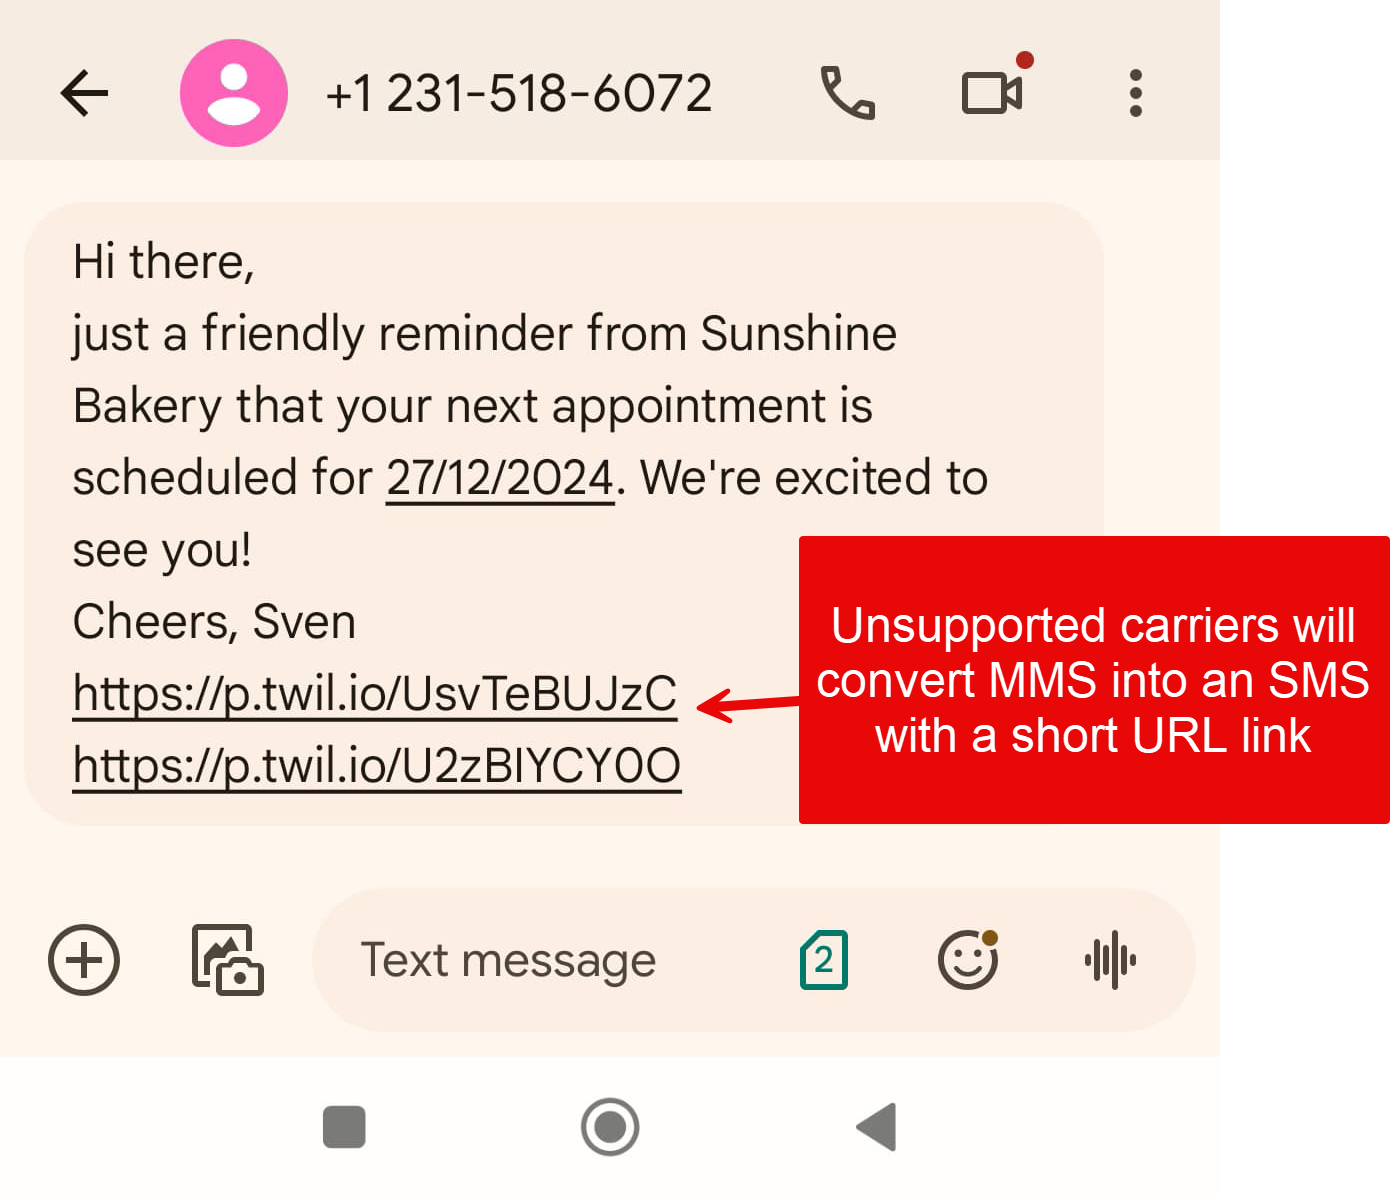 +1 231-518-6072
Hi there,
just a friendly reminder from Sunshine
Bakery that your next appointment is
scheduled for 27/12/2024. We're excited to
see you!
Cheers, Sven
https://p.twil.io/UsvTeBUJzC
https://p.twil.io/U2zBIYCY0O
Unsupported carriers will
convert MMS into an SMS
with a short URL link
Text message
2